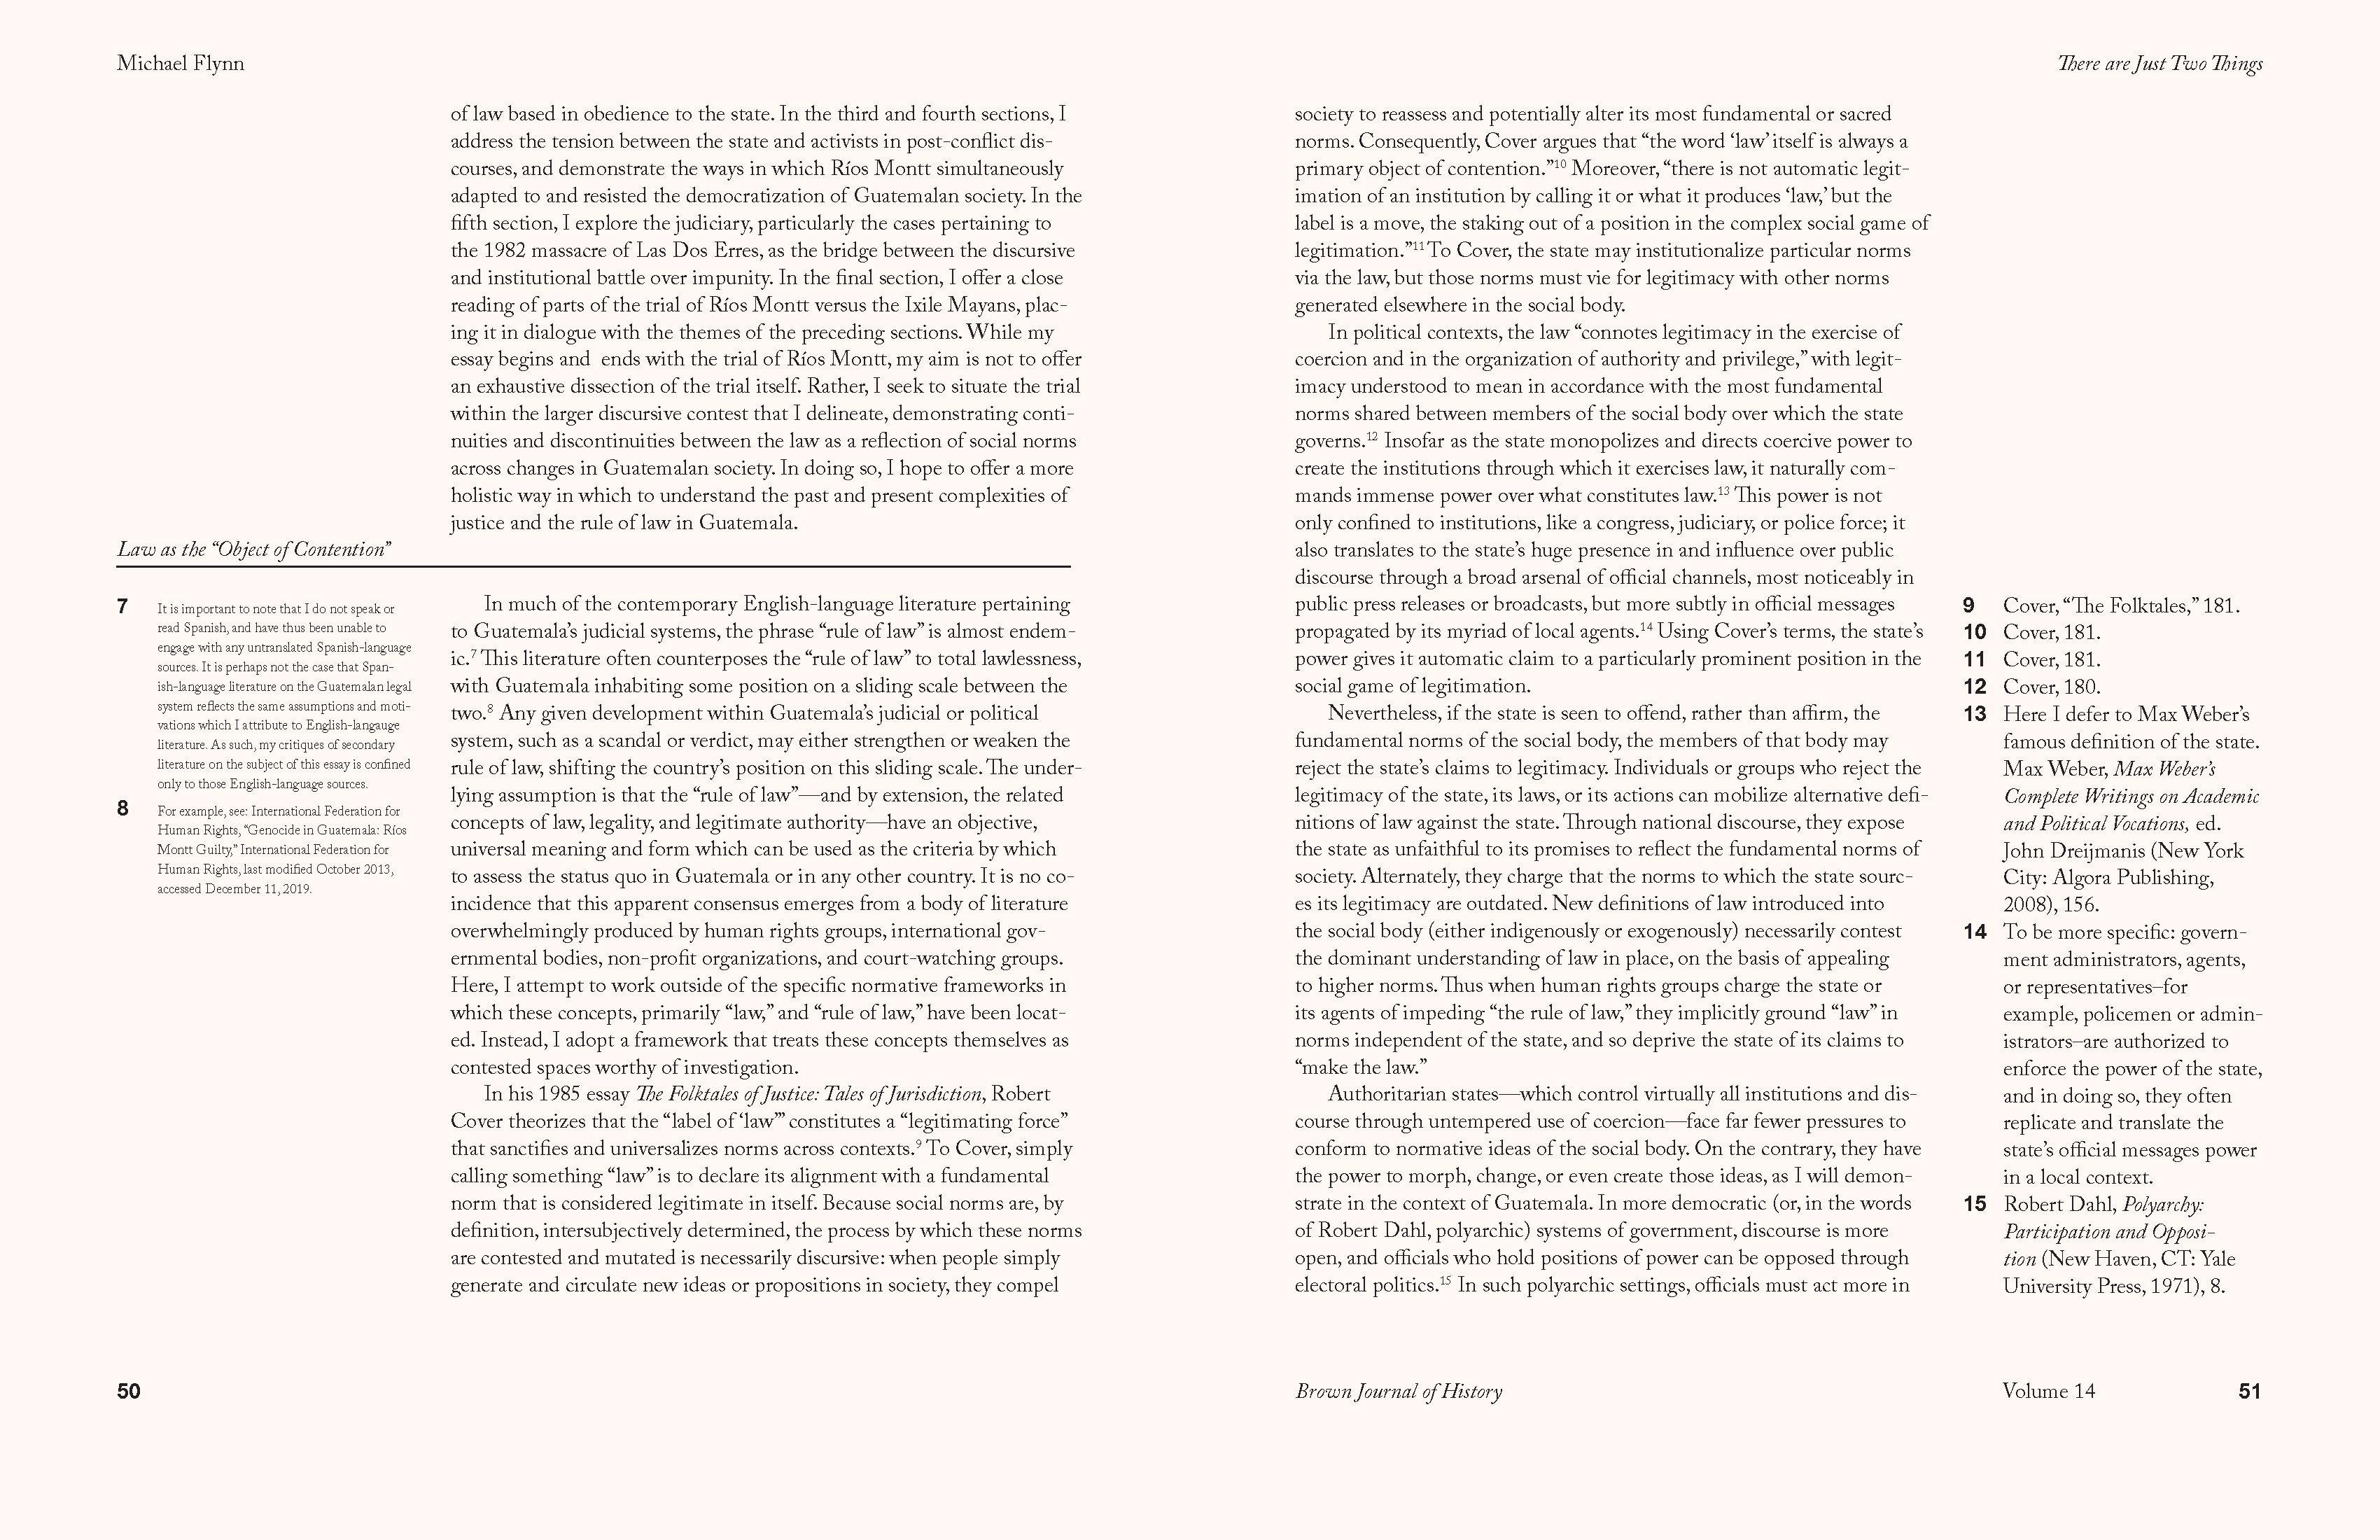 Michael Flynn
of law based in obedience to the state. In the third and fourth sections, I
address the tension between the state and activists in post-conflict dis-
courses, and demonstrate the ways in which Ríos Montt simultaneously
adapted to and resisted the democratization of Guatemalan society. In the
fifth section, I explore the judiciary, particularly the cases pertaining to
the 1982 massacre of Las Dos Erres, as the bridge between the discursive
and institutional battle over impunity. In the final section, I offer a close
reading of parts of the trial of Ríos Montt versus the Ixile Mayans, plac-
ing it in dialogue with the themes of the preceding sections. While my
essay begins and  ends with the trial of Ríos Montt, my aim is not to offer
an exhaustive dissection of the trial itself. Rather, I seek to situate the trial
within the larger discursive contest that I delineate, demonstrating conti-
nuities and discontinuities between the law as a reflection of social norms
across changes in Guatemalan society. In doing so, I hope to offer a more
holistic way in which to understand the past and present complexities of
justice and the rule of law in Guatemala.
Law as the “Object of Contention”
In much of the contemporary English-language literature pertaining
to Guatemala’s judicial systems, the phrase “rule of law” is almost endem-
ic.7 This literature often counterposes the “rule of law” to total lawlessness,
with Guatemala inhabiting some position on a sliding scale between the
two.8 Any given development within Guatemala’s judicial or political
system, such as a scandal or verdict, may either strengthen or weaken the
rule of law, shifting the country’s position on this sliding scale. The under-
lying assumption is that the “rule of law”—and by extension, the related
concepts of law, legality, and legitimate authority—have an objective,
universal meaning and form which can be used as the criteria by which
to assess the status quo in Guatemala or in any other country. It is no co-
incidence that this apparent consensus emerges from a body of literature
overwhelmingly produced by human rights groups, international gov-
ernmental bodies, non-profit organizations, and court-watching groups.
Here, I attempt to work outside of the specific normative frameworks in
which these concepts, primarily “law,” and “rule of law,” have been locat-
ed. Instead, I adopt a framework that treats these concepts themselves as
contested spaces worthy of investigation.
In his 1985 essay The Folktales of Justice: Tales of Jurisdiction, Robert
Cover theorizes that the “label of ‘law’” constitutes a “legitimating force”
that sanctifies and universalizes norms across contexts.9 To Cover, simply
calling something “law” is to declare its alignment with a fundamental
norm that is considered legitimate in itself. Because social norms are, by
definition, intersubjectively determined, the process by which these norms
are contested and mutated is necessarily discursive: when people simply
generate and circulate new ideas or propositions in society, they compel
7 It is important to note that I do not speak or
read Spanish, and have thus been unable to
engage with any untranslated Spanish-language
sources. It is perhaps not the case that Span-
ish-language literature on the Guatemalan legal
system reflects the same assumptions and moti-
vations which I attribute to English-langauge
literature. As such, my critiques of secondary
literature on the subject of this essay is confined
only to those English-language sources.
8 For example, see: International Federation for
Human Rights, “Genocide in Guatemala: Ríos
Montt Guilty,” International Federation for
Human Rights, last modified October 2013,
accessed December 11, 2019.
50
There are Just Two Things
society to reassess and potentially alter its most fundamental or sacred
norms. Consequently, Cover argues that “the word ‘law’ itself is always a
primary object of contention.”10 Moreover, “there is not automatic legit-
imation of an institution by calling it or what it produces ‘law,’ but the
label is a move, the staking out of a position in the complex social game of
legitimation.”11 To Cover, the state may institutionalize particular norms
via the law, but those norms must vie for legitimacy with other norms
generated elsewhere in the social body.
In political contexts, the law “connotes legitimacy in the exercise of
coercion and in the organization of authority and privilege,” with legit-
imacy understood to mean in accordance with the most fundamental
norms shared between members of the social body over which the state
governs.12 Insofar as the state monopolizes and directs coercive power to
create the institutions through which it exercises law, it naturally com-
mands immense power over what constitutes law.13 This power is not
only confined to institutions, like a congress, judiciary, or police force; it
also translates to the state’s huge presence in and influence over public
discourse through a broad arsenal of official channels, most noticeably in
public press releases or broadcasts, but more subtly in official messages
propagated by its myriad of local agents.14 Using Cover’s terms, the state’s
power gives it automatic claim to a particularly prominent position in the
social game of legitimation.
Nevertheless, if the state is seen to offend, rather than affirm, the
fundamental norms of the social body, the members of that body may
reject the state’s claims to legitimacy. Individuals or groups who reject the
legitimacy of the state, its laws, or its actions can mobilize alternative defi-
nitions of law against the state. Through national discourse, they expose
the state as unfaithful to its promises to reflect the fundamental norms of
society. Alternately, they charge that the norms to which the state sourc-
es its legitimacy are outdated. New definitions of law introduced into
the social body (either indigenously or exogenously) necessarily contest
the dominant understanding of law in place, on the basis of appealing
to higher norms. Thus when human rights groups charge the state or
its agents of impeding “the rule of law,” they implicitly ground “law” in
norms independent of the state, and so deprive the state of its claims to
“make the law.”
Authoritarian states—which control virtually all institutions and dis-
course through untempered use of coercion—face far fewer pressures to
conform to normative ideas of the social body. On the contrary, they have
the power to morph, change, or even create those ideas, as I will demon-
strate in the context of Guatemala. In more democratic (or, in the words
of Robert Dahl, polyarchic) systems of government, discourse is more
open, and officials who hold positions of power can be opposed through
electoral politics.15 In such polyarchic settings, officials must act more in
9 Cover, “The Folktales,” 181.
10 Cover, 181.
11 Cover, 181.
12 Cover, 180.
13 Here I defer to Max Weber’s
famous definition of the state.
Max Weber, Max Weber’s
Complete Writings on Academic
and Political Vocations, ed.
John Dreijmanis (New York
City: Algora Publishing,
2008), 156.
14 To be more specific: govern-
ment administrators, agents,
or representatives–for
example, policemen or admin-
istrators–are authorized to
enforce the power of the state,
and in doing so, they often
replicate and translate the
state’s official messages power
in a local context.
15 Robert Dahl, Polyarchy:
Participation and Opposi-
tion (New Haven, CT: Yale
University Press, 1971), 8.
Brown Journal of History
Volume 14
51